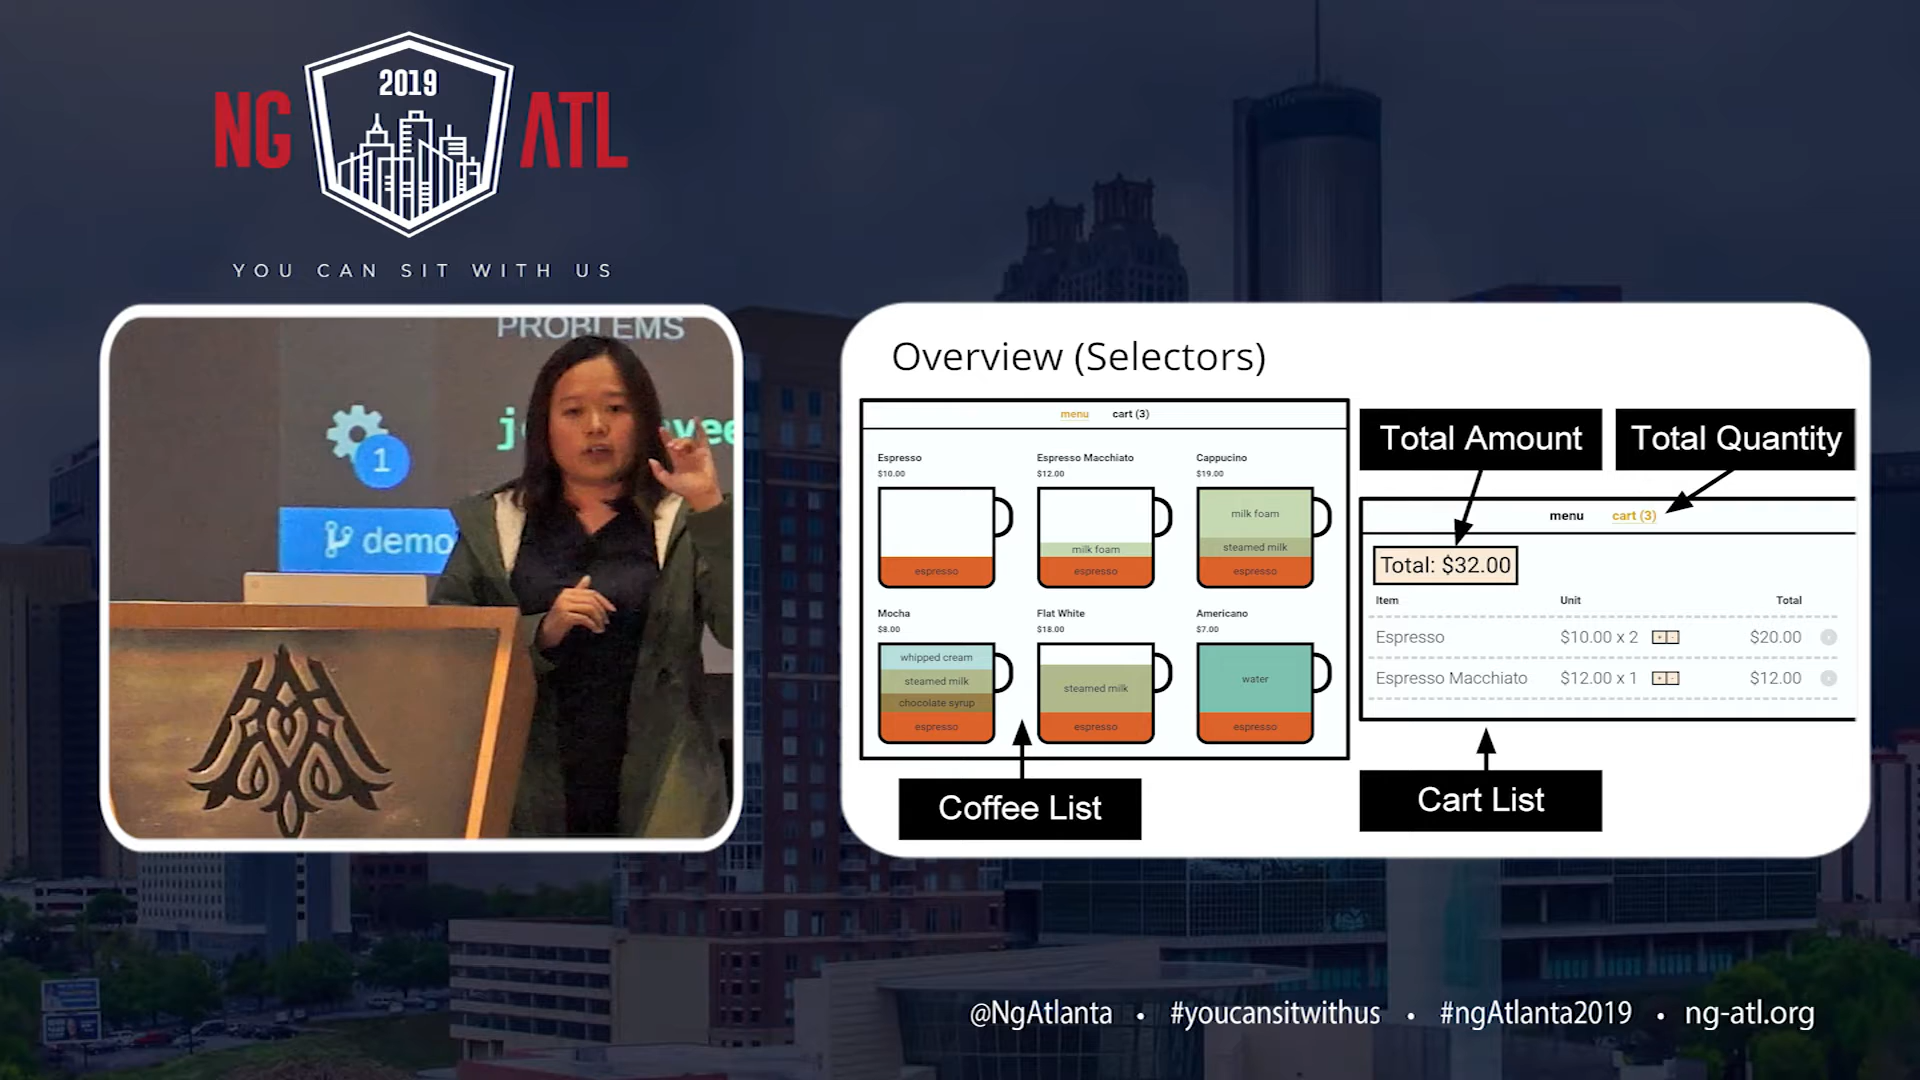 2019
NG ATL
YOU CAN SIT WITH US
PROBLEMS
1
demo
Overview (Selectors)
menu cart (3)
Espresso
$10.00
espresso
Espresso Macchiato
$12.00
milk foam
espresso
Cappucino
$19.00
milk foam
steamed milk
espresso
Mocha
$8.00
whipped cream
steamed milk
chocolate syrup
espresso
Flat White
$18.00
steamed milk
espresso
Americano
$7.00
water
espresso
Coffee List
Total Amount
Total Quantity
menu cart (3)
Total: $32.00
Item Unit Total
Espresso $10.00 x 2 + - $20.00
Espresso Macchiato $12.00 x 1 + - $12.00
Cart List
@NgAtlanta • #youcansitwithus • #ngAtlanta2019 • ng-atl.org